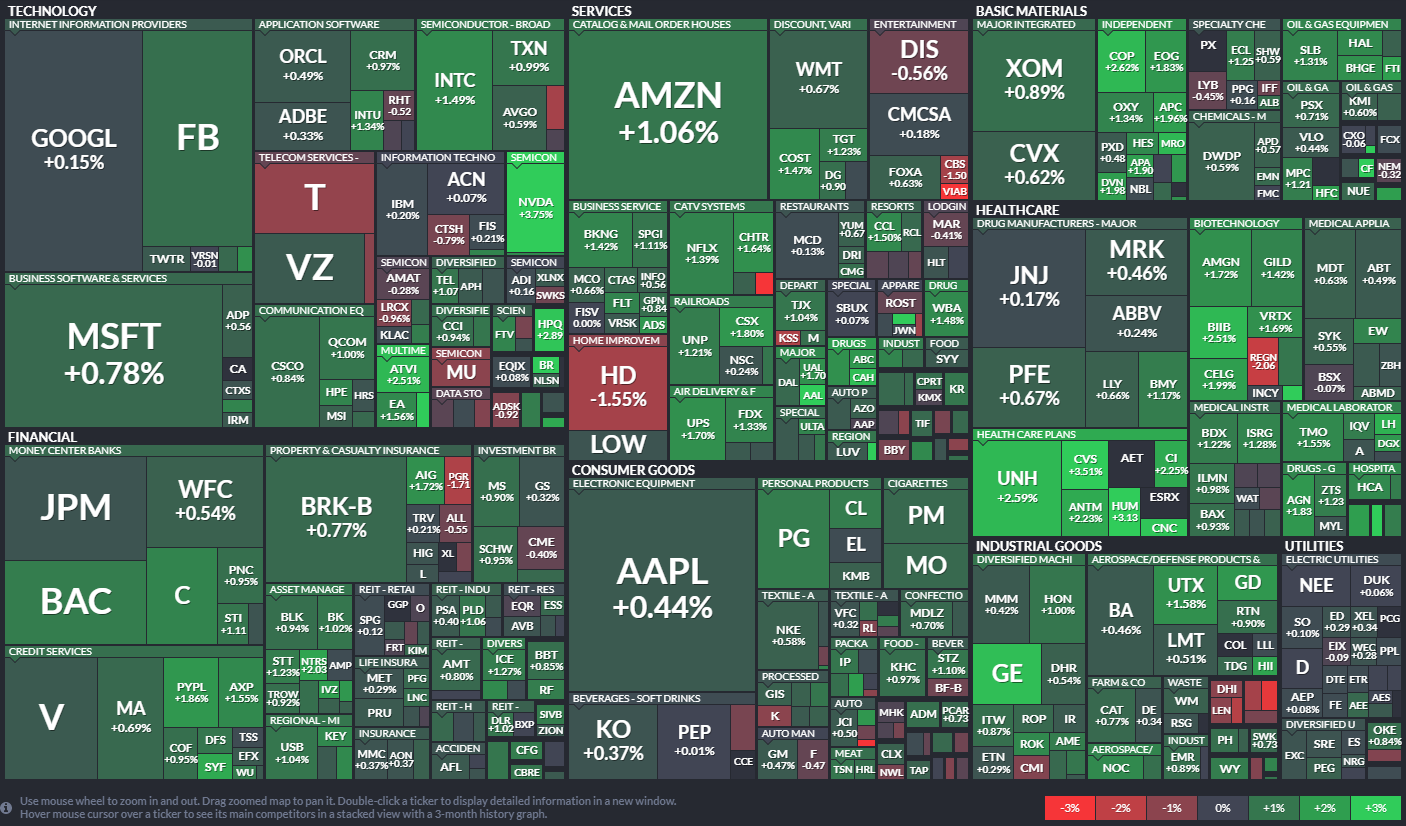 TECHNOLOGY
INTERNET INFORMATION PROVIDERS
GOOGL
+0.15%
FB
TWTR
VRSN
-0.01
APPLICATION SOFTWARE
ORCL
+0.49%
ADBE
+0.33%
CRM
+0.97%
INTU
+1.34%
RHT
-0.52
SEMICONDUCTOR - BROAD
INTC
+1.49%
TXN
+0.99%
AVGO
+0.59%
TELECOM SERVICES -
T
VZ
INFORMATION TECHNO
IBM
+0.20%
ACN
+0.07%
CTSH
-0.79%
FIS
+0.21%
SEMICON
NVDA
+3.75%
BUSINESS SOFTWARE & SERVICES
MSFT
+0.78%
ADP
+0.56
CA
CTXS
IRM
COMMUNICATION EQ
CSCO
+0.84%
QCOM
+1.00%
HPE
HRS
MSI
SEMICON
AMAT
-0.28%
LRCX
-0.96%
KLAC
DIVERSIFIED
TEL
+1.07
APH
SEMICON
ADI
+0.16
XLNX
SWKS
DIVERSIFIE
CCI
+0.94%
SCIEN
FTV
HPQ
+2.89
MULTIME
ATVI
+2.51%
EA
+1.56%
SEMICON
MU
EQIX
+0.08%
BR
NLSN
DATA STO
ADSK
-0.92
SERVICES
CATALOG & MAIL ORDER HOUSES
AMZN
+1.06%
DISCOUNT, VARI
WMT
+0.67%
COST
+1.47%
TGT
+1.23%
DG
+0.90
ENTERTAINMENT
DIS
-0.56%
CMCSA
+0.18%
FOXA
+0.63%
CBS
-1.50
VIAB
BUSINESS SERVICE
BKNG
+1.42%
SPGI
+1.11%
MCO
+0.66%
CTAS
INFO
+0.56
FISV
0.00%
FLT
GPN
+0.84
VRSK
ADS
CATV SYSTEMS
NFLX
+1.39%
CHTR
+1.64%
RESTAURANTS
MCD
+0.13%
YUM
+0.67
DRI
CMG
RESORTS
CCL
+1.50%
RCL
LODGIN
MAR
-0.41%
HLT
RAILROADS
UNP
+1.21%
CSX
+1.80%
NSC
+0.24%
DEPART
TJX
+1.04%
KSS
M
SPECIAL
SBUX
+0.07%
APPARE
ROST
JWN
DRUG
WBA
+1.48%
HOME IMPROVEM
HD
-1.55%
LOW
MAJOR
DAL
UAL
+1.70
AAL
DRUGS
ABC
CAH
INDUST
FOOD
SYY
AIR DELIVERY & F
UPS
+1.70%
FDX
+1.33%
AUTO P
AZO
AAP
CPRT
KMX
KR
SPECIAL
ULTA
REGION
LUV
TIF
BBY
BASIC MATERIALS
MAJOR INTEGRATED
XOM
+0.89%
CVX
+0.62%
INDEPENDENT
COP
+2.62%
EOG
+1.83%
OXY
+1.34%
APC
+1.96%
PXD
+0.48
HES
MRO
APA
+1.90
DVN
+1.98
NBL
SPECIALTY CHE
PX
ECL
+1.25
SHW
+0.59
LYB
-0.45%
PPG
+0.16
IFF
ALB
OIL & GAS EQUIPMEN
SLB
+1.31%
HAL
BHGE
FTI
CHEMICALS - M
DWDP
+0.59%
APD
+0.57
EMN
FMC
OIL & GA
PSX
+0.71%
VLO
+0.44%
MPC
+1.21
HFC
OIL & GAS
KMI
+0.60%
CXO
-0.06
FCX
CF
NEM
-0.32
NUE
HEALTHCARE
DRUG MANUFACTURERS - MAJOR
JNJ
+0.17%
MRK
+0.46%
ABBV
+0.24%
PFE
+0.67%
LLY
+0.66%
BMY
+1.17%
BIOTECHNOLOGY
AMGN
+1.72%
GILD
+1.42%
BIIB
+2.51%
VRTX
+1.69%
CELG
+1.99%
REGN
-2.06
INCY
MEDICAL APPLIA
MDT
+0.63%
ABT
+0.49%
SYK
+0.55%
EW
BSX
-0.07%
ZBH
ABMD
HEALTH CARE PLANS
UNH
+2.59%
CVS
+3.51%
AET
CI
+2.25%
ANTM
+2.23%
HUM
+3.13
ESRX
CNC
MEDICAL INSTR
BDX
+1.22%
ISRG
+1.28%
ILMN
+0.98%
WAT
BAX
+0.93%
MEDICAL LABORATOR
TMO
+1.55%
IQV
LH
A
DGX
DRUGS - G
AGN
+1.83
ZTS
+1.23
MYL
HOSPITA
HCA
FINANCIAL
MONEY CENTER BANKS
JPM
WFC
+0.54%
BAC
C
PNC
+0.95%
STI
+1.11
PROPERTY & CASUALTY INSURANCE
BRK-B
+0.77%
AIG
+1.72%
PGR
-1.71
TRV
+0.21%
ALL
-0.55
HIG
XL
L
INVESTMENT BR
MS
+0.90%
GS
+0.32%
SCHW
+0.95%
CME
-0.40%
CREDIT SERVICES
V
MA
+0.69%
PYPL
+1.86%
AXP
+1.55%
COF
+0.95%
DFS
SYF
TSS
EFX
WU
ASSET MANAGE
BLK
+0.94%
BK
+1.02%
STT
+1.23%
NTRS
+2.03
AMP
TROW
+0.92%
IVZ
REIT - RETAI
SPG
+0.12
GGP
O
FRT
KIM
REIT - INDU
PSA
+0.40
PLD
+1.06
REIT - RES
EQR
ESS
AVB
LIFE INSURA
MET
+0.29%
PFG
LNC
PRU
REIT -
AMT
+0.80%
DIVERS
ICE
+1.27%
BBT
+0.85%
RF
REGIONAL - MI
USB
+1.04%
KEY
INSURANCE
MMC
+0.37%
AON
+0.37
REIT - H
REIT -
DLR
+1.02
BXP
SIVB
ZION
ACCIDEN
AFL
CFG
CBRE
CONSUMER GOODS
ELECTRONIC EQUIPMENT
AAPL
+0.44%
PERSONAL PRODUCTS
PG
CL
EL
KMB
CIGARETTES
PM
MO
BEVERAGES - SOFT DRINKS
KO
+0.37%
PEP
+0.01%
CCE
TEXTILE - A
NKE
+0.58%
TEXTILE - A
VFC
+0.32
RL
CONFECTIO
MDLZ
+0.70%
PACKA
IP
FOOD -
KHC
+0.97%
BEVER
STZ
+1.10%
BF-B
PROCESSED
GIS
K
AUTO
JCI
+0.50
MHK
ADM
PCAR
+0.73
AUTO MAN
GM
+0.47%
F
-0.47
MEAT
TSN
HRL
CLX
NWL
TAP
INDUSTRIAL GOODS
DIVERSIFIED MACHI
MMM
+0.42%
HON
+1.00%
GE
DHR
+0.54%
ITW
+0.87%
ROP
IR
ROK
AME
ETN
+0.29%
CMI
AEROSPACE/DEFENSE PRODUCTS &
BA
+0.46%
UTX
+1.58%
GD
RTN
+0.90%
LMT
+0.51%
COL
LLL
TDG
HII
FARM & CO
CAT
+0.77%
DE
+0.34
WASTE
WM
RSG
DHI
LEN
AEROSPACE/
NOC
INDUST
EMR
+0.89%
PH
SWK
+0.73
WY
UTILITIES
ELECTRIC UTILITIES
NEE
DUK
+0.06%
SO
+0.10%
ED
+0.29
XEL
+0.34
PCG
D
EIX
-0.09
WEC
+0.28
PPL
DTE
ETR
AEP
+0.08%
FE
AEE
AES
DIVERSIFIED U
EXC
SRE
ES
OKE
+0.84%
PEG
NRG
Use mouse wheel to zoom in and out. Drag zoomed map to pan it. Double-click a ticker to display detailed information in a new window.
Hover mouse cursor over a ticker to see its main competitors in a stacked view with a 3-month history graph.
-3%
-2%
-1%
0%
+1%
+2%
+3%